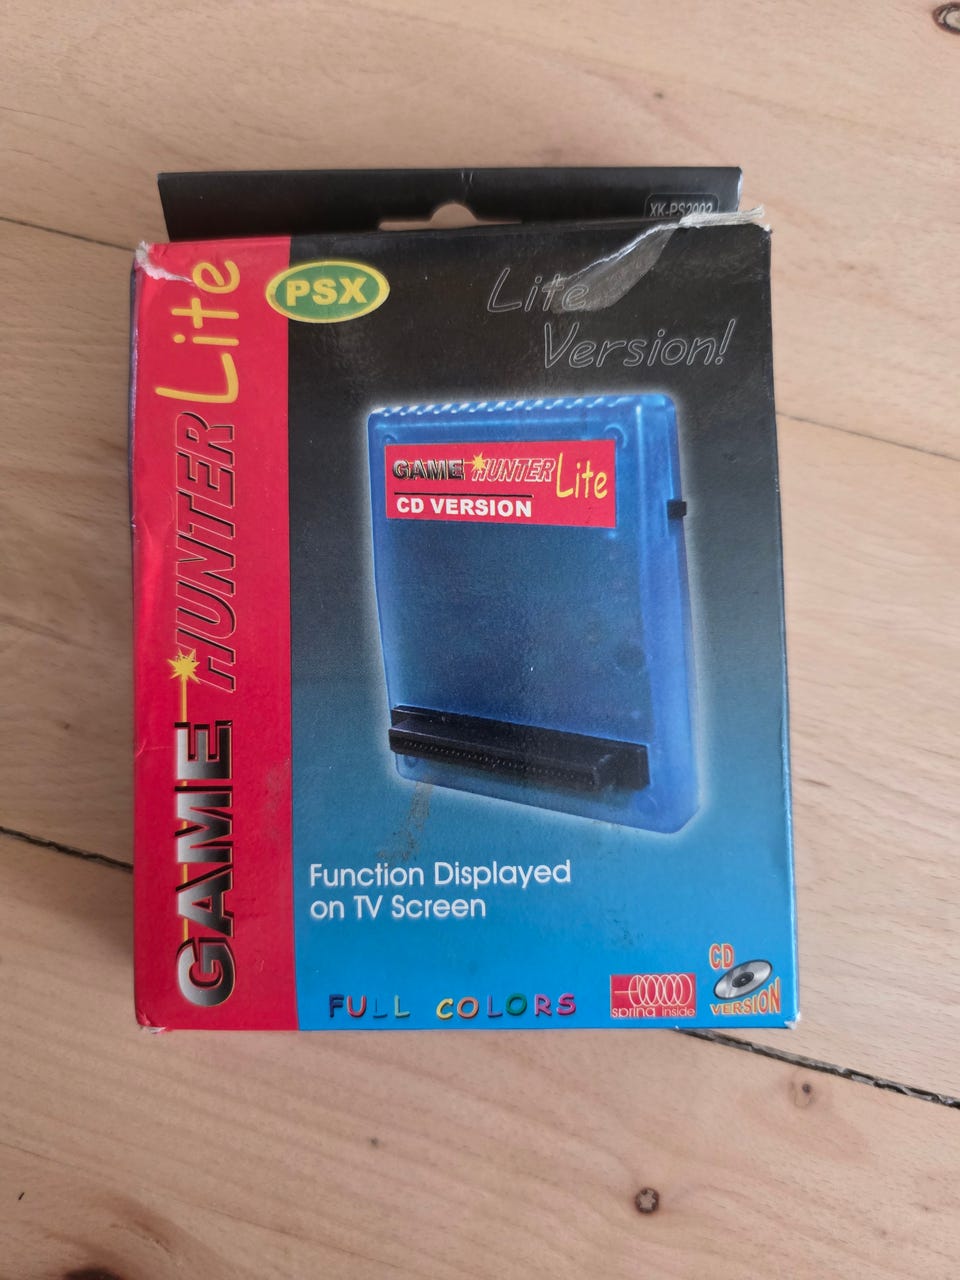 XK-PS2002
PSX
Lite
Version!
GAME HUNTER Lite
GAME HUNTER Lite
CD VERSION
Function Displayed
on TV Screen
FULL COLORS
spring inside
CD
VERSION